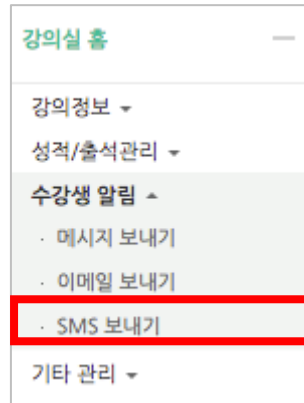 강의실 홈
강의정보
성적/출석관리
수강생 알림
· 메시지 보내기
· 이메일 보내기
· SMS 보내기
기타 관리